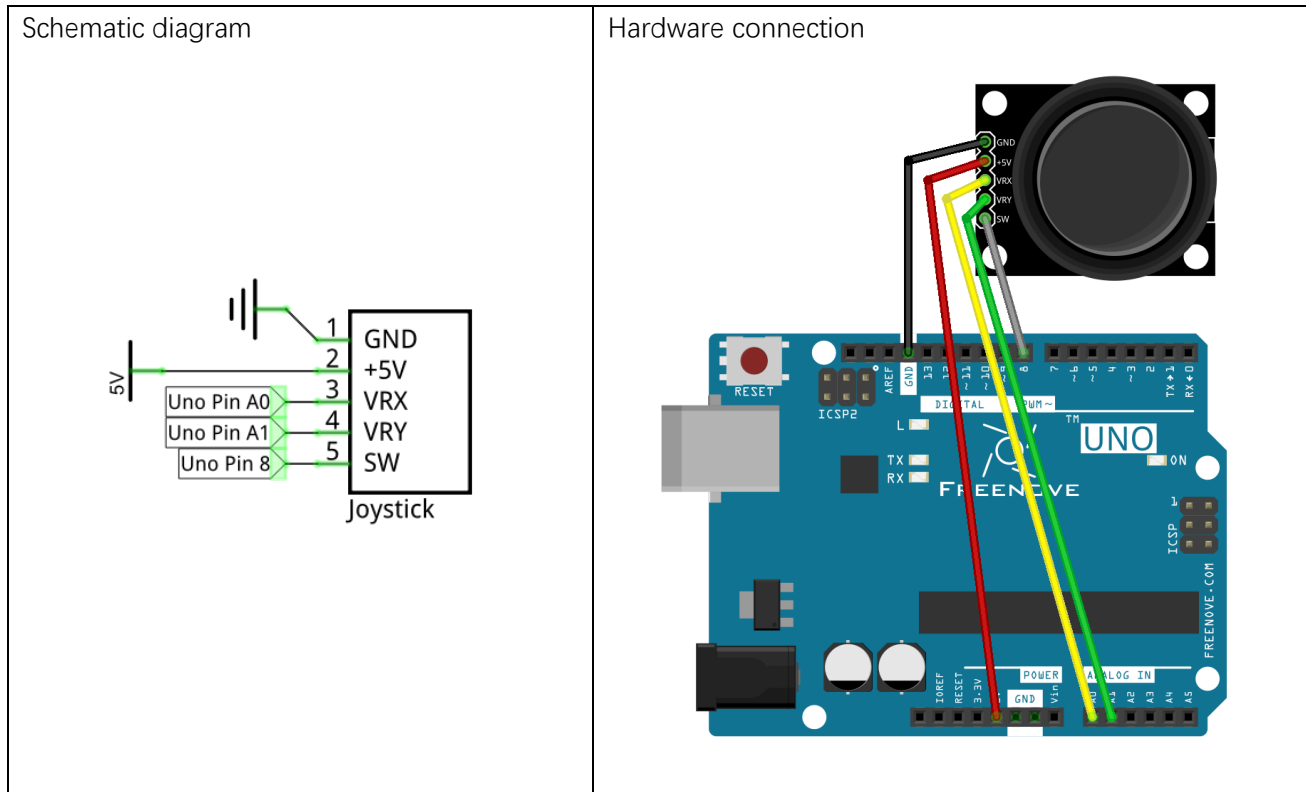 Schematic diagram
5V
1
2
3
4
5
GND
+5V
VRX
VRY
SW
Uno Pin A0
Uno Pin A1
Uno Pin 8
Joystick
Hardware connection
GND
+5V
VRX
VRY
SW
RESET
ICSP2
AREF
GND
13
12
~11
~10
~9
8
7
~6
~5
4
~3
2
TX→1
RX←0
DIGITAL
PWM~
L
TX
RX
TM
UNO
FREENOVE
ON
1
ICSP
FREENOVE.COM
POWER
ANALOG IN
IOREF
RESET
3.3V
GND
Vin
A0
A1
A2
A3
A4
A5